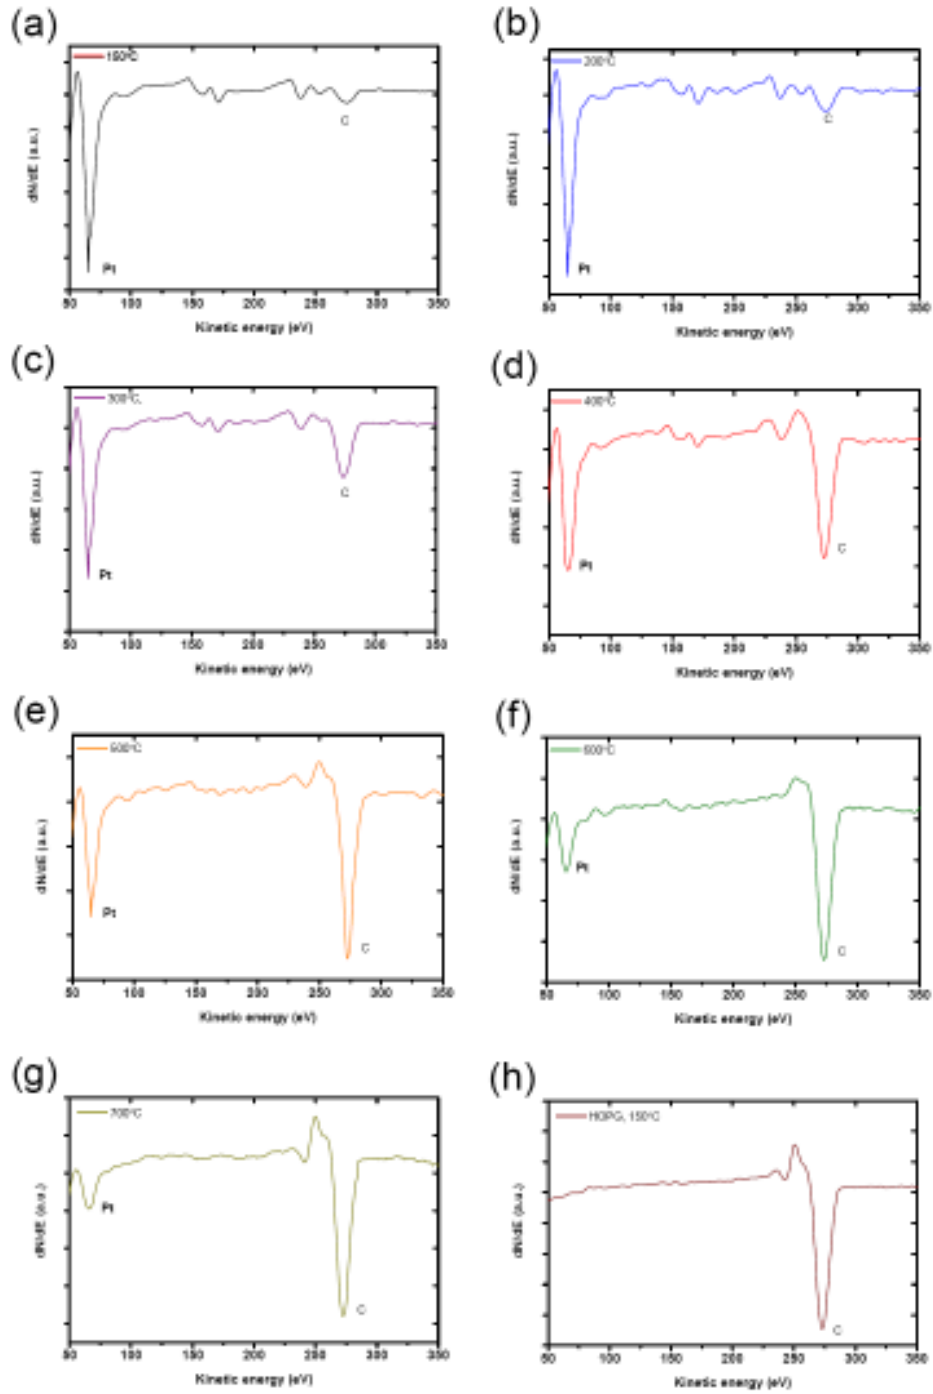 (a)
150°C
dN/dE (a.u.)
C
Pt
50 100 150 200 250 300 350
Kinetic energy (eV)
(b)
200°C
dN/dE (a.u.)
C
Pt
50 100 150 200 250 300 350
Kinetic energy (eV)
(c)
300°C,
dN/dE (a.u.)
C
Pt
50 100 150 200 250 300 350
Kinetic energy (eV)
(d)
400°C
dN/dE (a.u.)
C
Pt
50 100 150 200 250 300 350
Kinetic energy (eV)
(e)
500°C
dN/dE (a.u.)
Pt
C
50 100 150 200 250 300 350
Kinetic energy (eV)
(f)
600°C
dN/dE (a.u.)
Pt
C
50 100 150 200 250 300 350
Kinetic energy (eV)
(g)
700°C
dN/dE (a.u.)
Pt
C
50 100 150 200 250 300 350
Kinetic energy (eV)
(h)
HOPG, 150°C
dN/dE (a.u.)
C
50 100 150 200 250 300 350
Kinetic energy (eV)